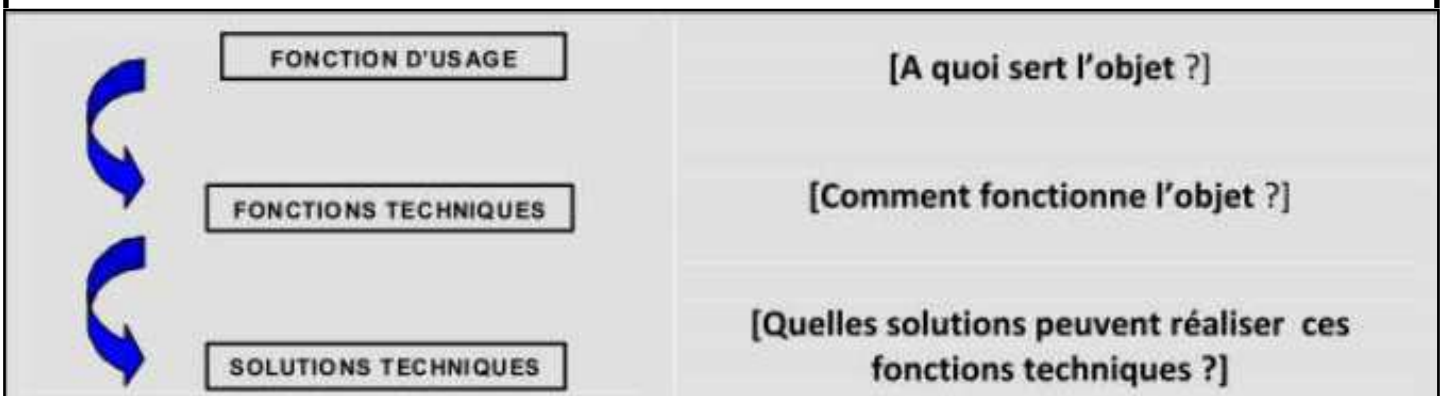 FONCTION D'USAGE
[A quoi sert l'objet ?]
FONCTIONS TECHNIQUES
[Comment fonctionne l'objet ?]
SOLUTIONS TECHNIQUES
[Quelles solutions peuvent réaliser ces
fonctions techniques ?]